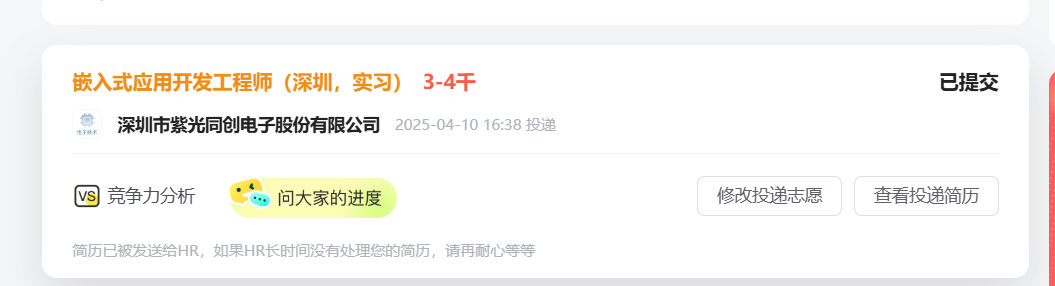 嵌入式应用开发工程师（深圳，实习） 3-4千 已提交
深圳市紫光同创电子股份有限公司 2025-04-10 16:38 投递
电子技术
VS 竞争力分析 问大家的进度 修改投递志愿 查看投递简历
简历已被发送给HR，如果HR长时间没有处理您的简历，请再耐心等等